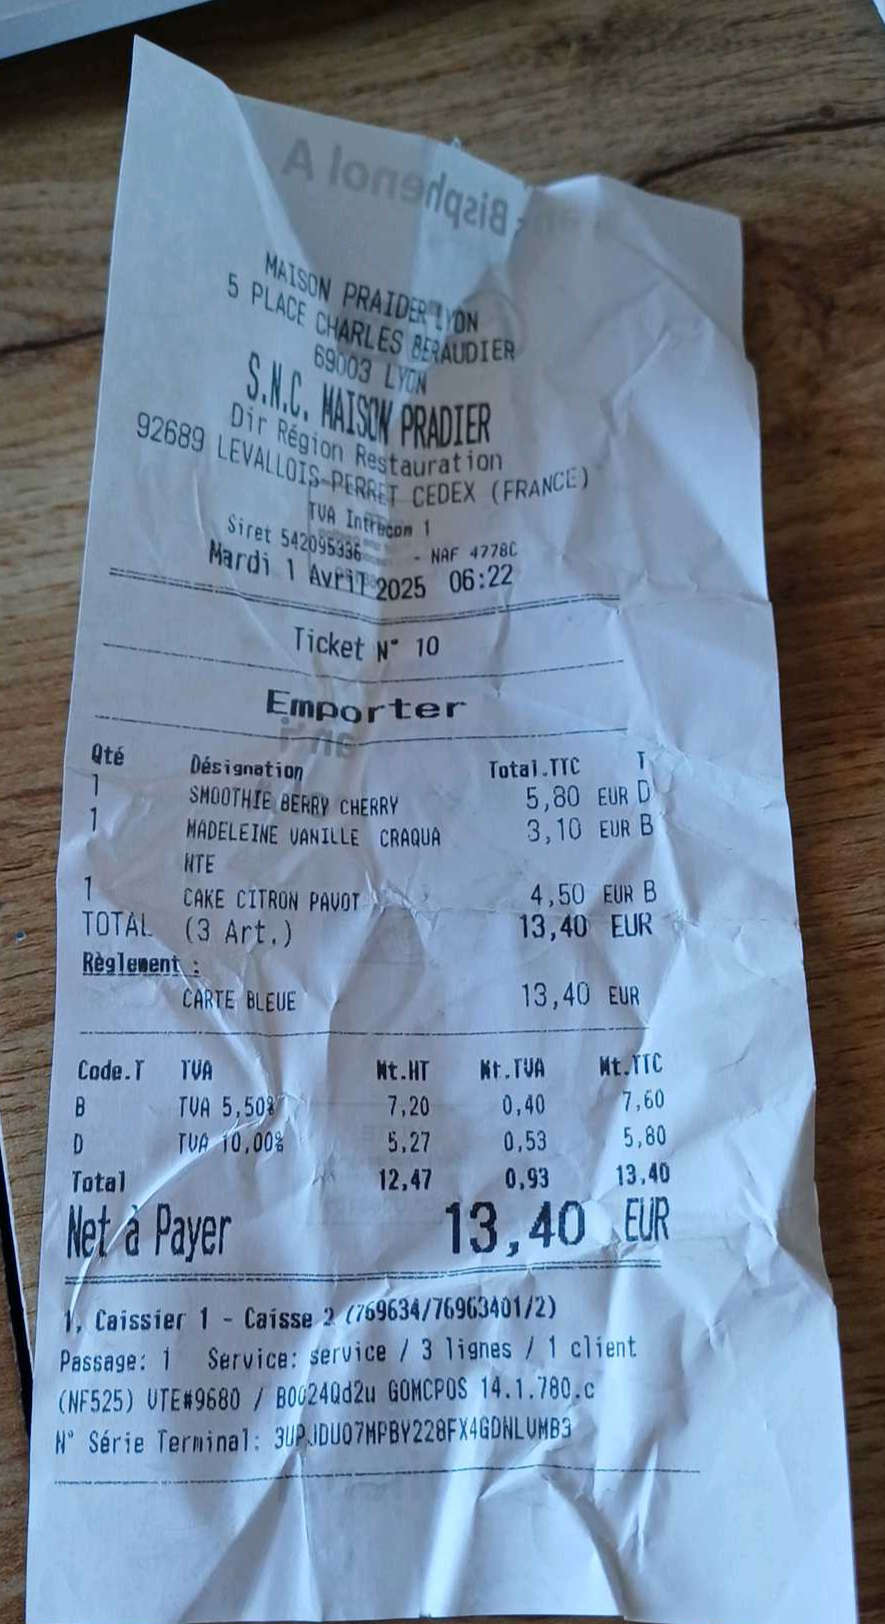 MAISON PRAIDER LYON
5 PLACE CHARLES BERAUDIER
69003 LYON
S.N.C. MAISON PRADIER
Dir Région Restauration
92689 LEVALLOIS-PERRET CEDEX (FRANCE)
TVA Intracom 1
Siret 542095336 - NAF 4778C
Mardi 1 Avril 2025 06:22
Ticket N° 10
Emporter
Qté Désignation Total.TTC T
1 SMOOTHIE BERRY CHERRY 5,80 EUR D
1 MADELEINE VANILLE CRAQUA 3,10 EUR B
NTE
1 CAKE CITRON PAVOT 4,50 EUR B
TOTAL (3 Art.) 13,40 EUR
Règlement :
CARTE BLEUE 13,40 EUR
Code.T TVA Mt.HT Mt.TVA Mt.TTC
B TVA 5,50% 7,20 0,40 7,60
D TVA 10,00% 5,27 0,53 5,80
Total 12,47 0,93 13,40
Net à Payer 13,40 EUR
1, Caissier 1 - Caisse 2 (769634/76963401/2)
Passage: 1 Service: service / 3 lignes / 1 client
(NF525) VTE#9680 / B0024Qd2u GOMCPOS 14.1.780.c
N° Série Terminal: 3UPJDUO7MPBY228FX4GDNLVMB3
Bisphenol A